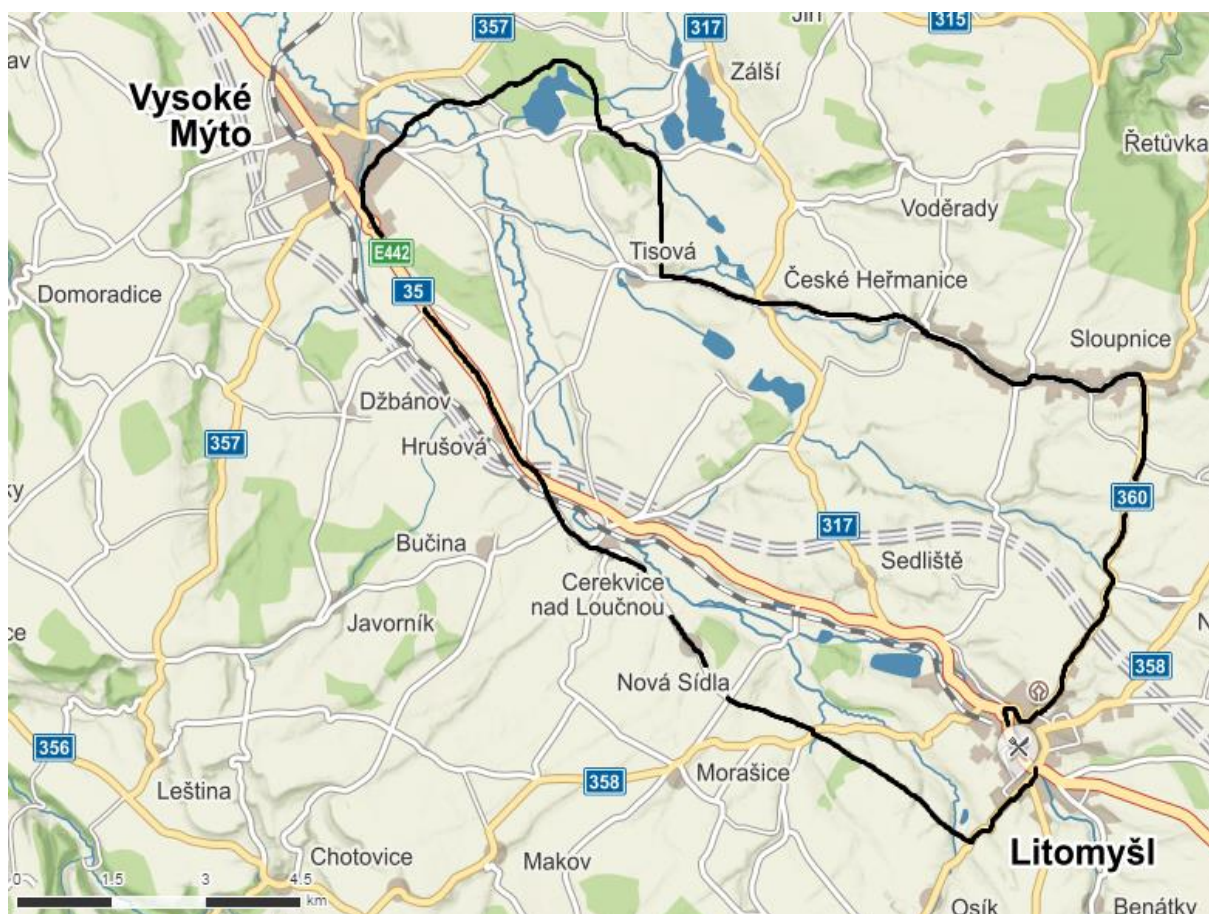 357
317
Jiří
315
Zálší
Vysoké
Mýto
Řetůvka
Voděrady
Tisová
E442
35
České Heřmanice
Domoradice
Sloupnice
Džbánov
357
Hrušová
360
317
Bučina
Sedliště
Cerekvice
nad Loučnou
Javorník
358
Nová Sídla
356
358
Morašice
Leština
Litomyšl
Chotovice
Makov
0 1.5 3 4.5
km
Osík
Benátky